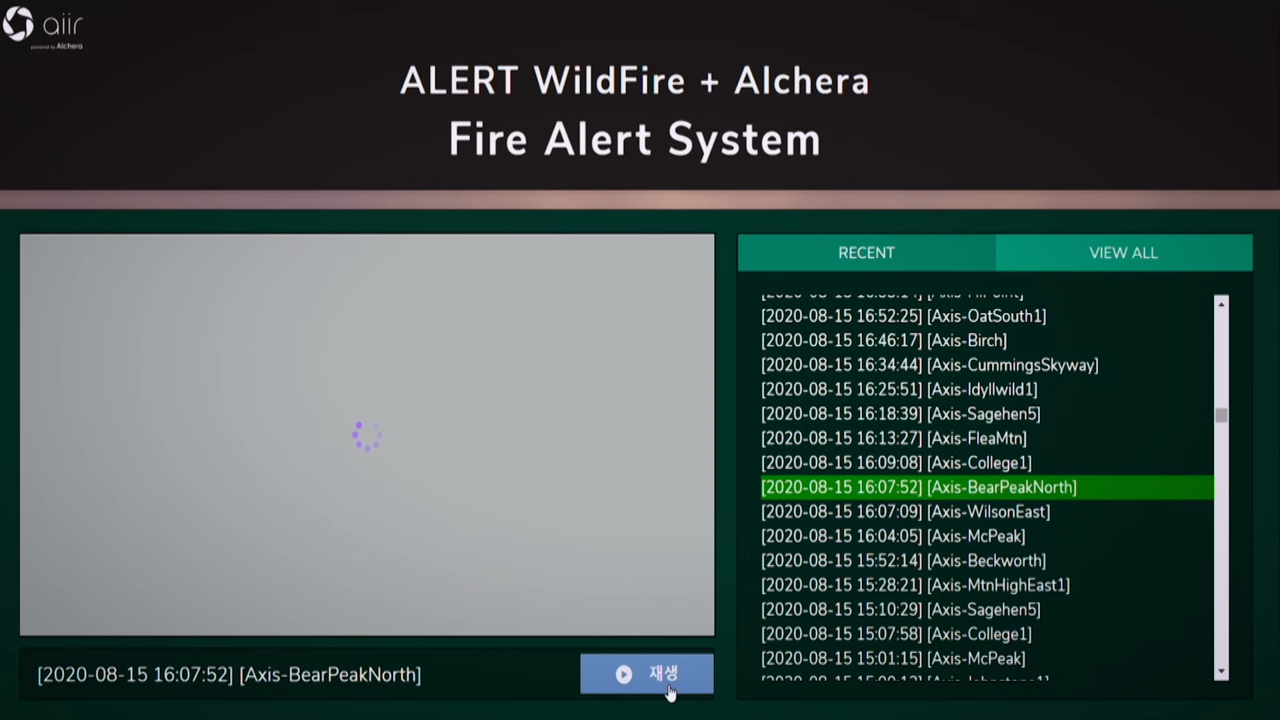 aiir
powered by Alchera
ALERT WildFire + Alchera
Fire Alert System
RECENT
VIEW ALL
[2020-08-15 16:52:25] [Axis-OatSouth1]
[2020-08-15 16:46:17] [Axis-Birch]
[2020-08-15 16:34:44] [Axis-CummingsSkyway]
[2020-08-15 16:25:51] [Axis-Idyllwild1]
[2020-08-15 16:18:39] [Axis-Sagehen5]
[2020-08-15 16:13:27] [Axis-FleaMtn]
[2020-08-15 16:09:08] [Axis-College1]
[2020-08-15 16:07:52] [Axis-BearPeakNorth]
[2020-08-15 16:07:09] [Axis-WilsonEast]
[2020-08-15 16:04:05] [Axis-McPeak]
[2020-08-15 15:52:14] [Axis-Beckworth]
[2020-08-15 15:28:21] [Axis-MtnHighEast1]
[2020-08-15 15:10:29] [Axis-Sagehen5]
[2020-08-15 15:07:58] [Axis-College1]
[2020-08-15 15:01:15] [Axis-McPeak]
[2020-08-15 16:07:52] [Axis-BearPeakNorth]
재생